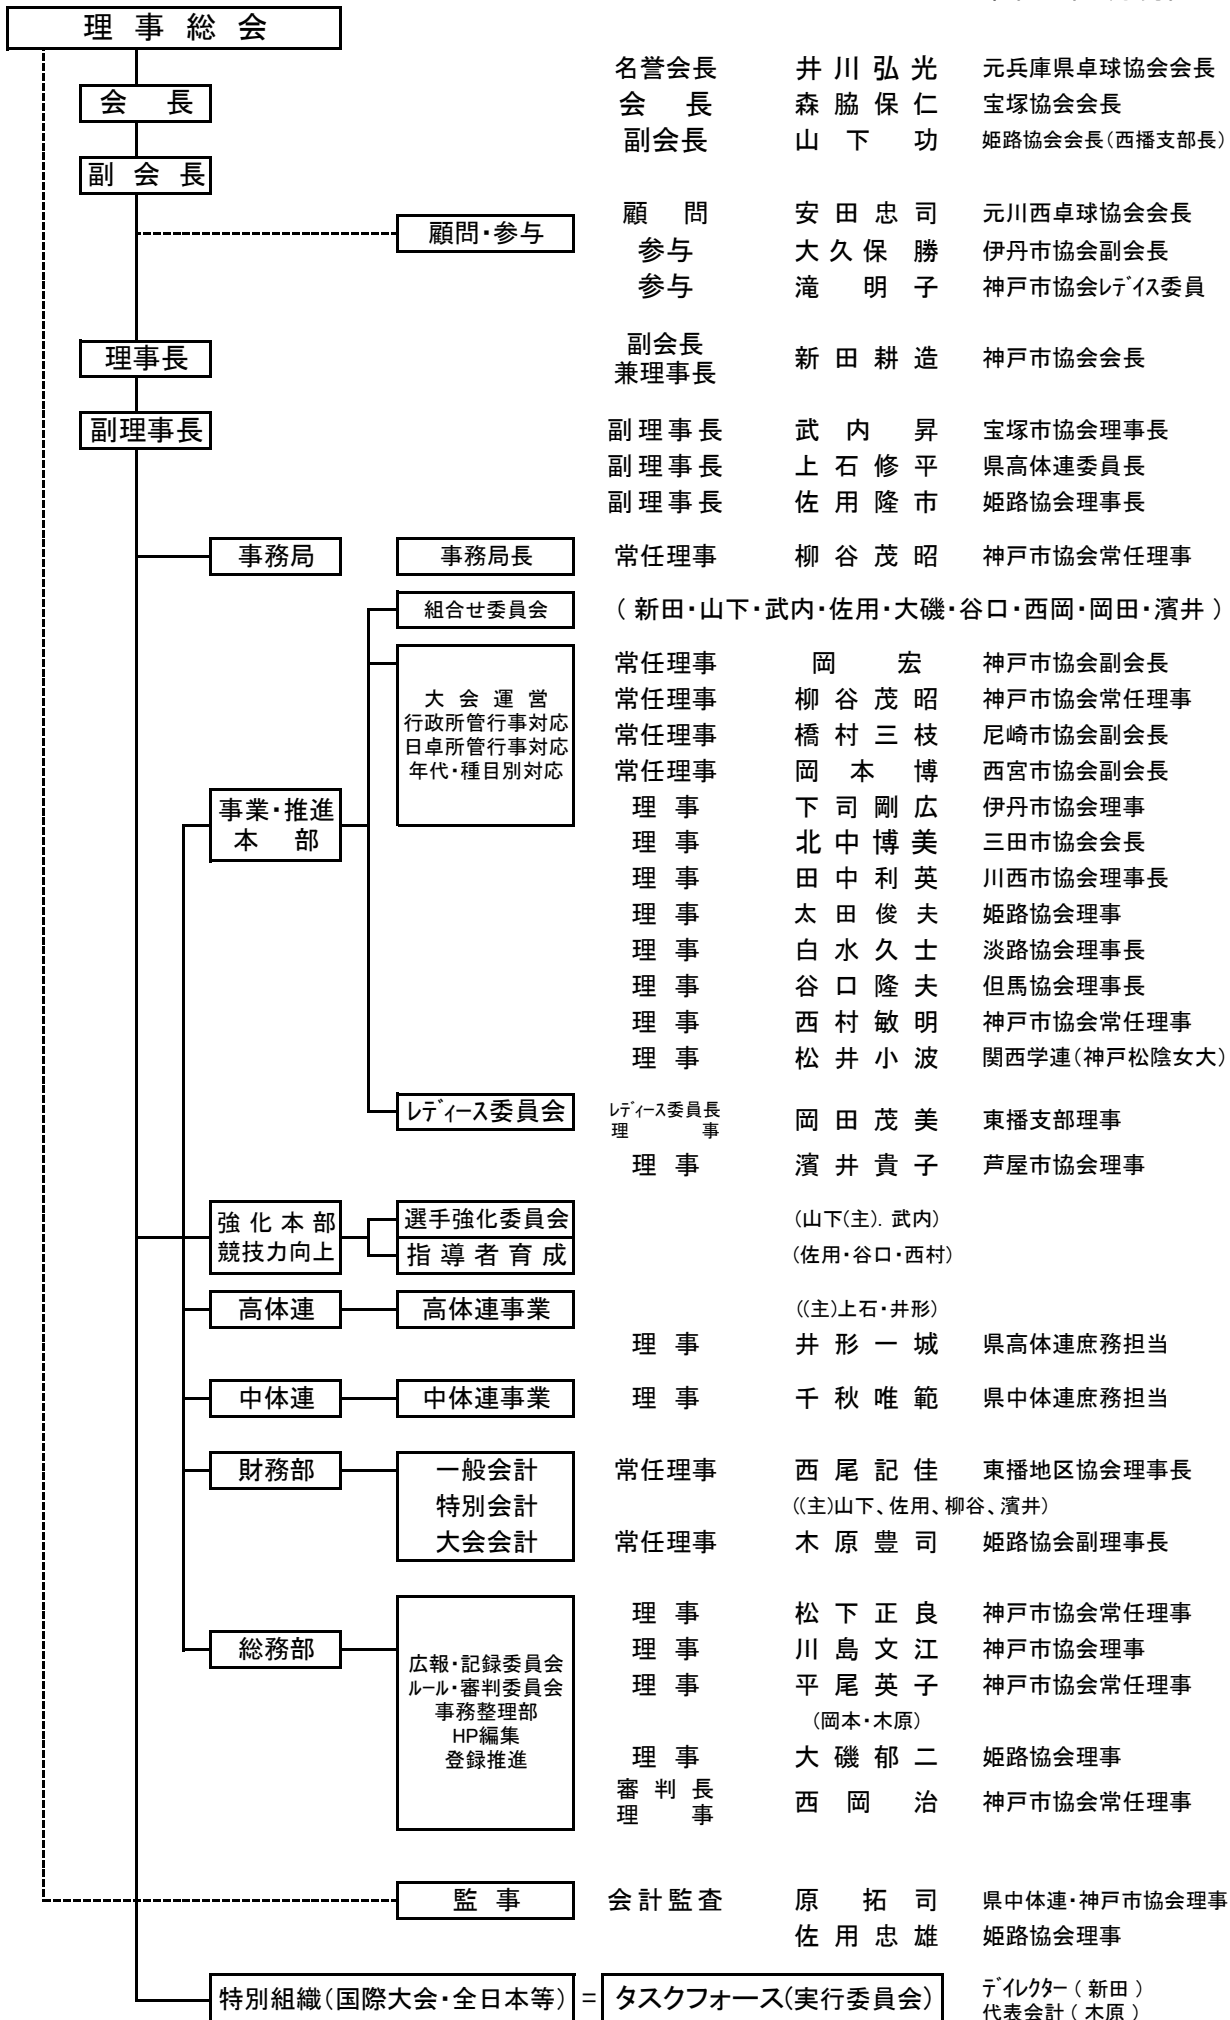 理事総会
名誉会長 井川弘光 元兵庫県卓球協会会長
会長 会長 森脇保仁 宝塚協会会長
副会長 山下功 姫路協会会長(西播支部長)
副会長
顧問・参与 顧問 安田忠司 元川西卓球協会会長
参与 大久保勝 伊丹市協会副会長
参与 滝明子 神戸市協会レディス委員
理事長 副会長
兼理事長 新田耕造 神戸市協会会長
副理事長 副理事長 武内昇 宝塚市協会理事長
副理事長 上石修平 県高体連委員長
副理事長 佐用隆市 姫路協会理事長
事務局 事務局長 常任理事 柳谷茂昭 神戸市協会常任理事
組合せ委員会 (新田・山下・武内・佐用・大磯・谷口・西岡・岡田・濱井)
大会運営
行政所管行事対応
日卓所管行事対応
年代・種目別対応
常任理事 岡宏 神戸市協会副会長
常任理事 柳谷茂昭 神戸市協会常任理事
常任理事 橋村三枝 尼崎市協会副会長
常任理事 岡本博 西宮市協会副会長
事業・推進
本部
理事 下司剛広 伊丹市協会理事
理事 北中博美 三田市協会会長
理事 田中利英 川西市協会理事長
理事 太田俊夫 姫路協会理事
理事 白水久士 淡路協会理事長
理事 谷口隆夫 但馬協会理事長
理事 西村敏明 神戸市協会常任理事
理事 松井小波 関西学連(神戸松陰女大)
レディース委員会 レディース委員長
理事 岡田茂美 東播支部理事
理事 濱井貴子 芦屋市協会理事
強化本部
競技力向上
選手強化委員会 (山下(主). 武内)
指導者育成 (佐用・谷口・西村)
高体連 高体連事業 ((主)上石・井形)
理事 井形一城 県高体連庶務担当
中体連 中体連事業 理事 千秋唯範 県中体連庶務担当
財務部 一般会計 常任理事 西尾記佳 東播地区協会理事長
特別会計 ((主)山下、佐用、柳谷、濱井)
大会会計 常任理事 木原豊司 姫路協会副理事長
総務部
広報・記録委員会
ルール・審判委員会
事務整理部
HP編集
登録推進
理事 松下正良 神戸市協会常任理事
理事 川島文江 神戸市協会理事
理事 平尾英子 神戸市協会常任理事
(岡本・木原)
理事 大磯郁二 姫路協会理事
審判長
理事 西岡治 神戸市協会常任理事
監事 会計監査 原拓司 県中体連・神戸市協会理事
佐用忠雄 姫路協会理事
特別組織(国際大会・全日本等) = タスクフォース(実行委員会) デイレクター(新田)
代表会計(木原)